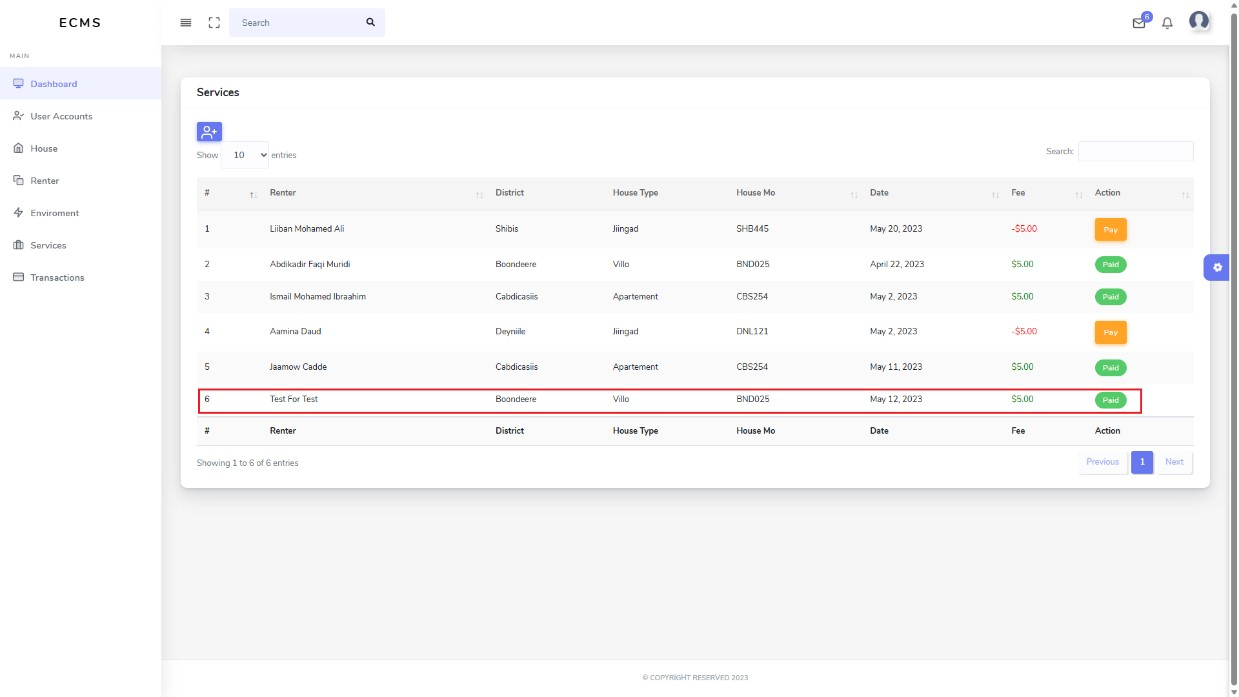 ECMS
Search
6
MAIN
Dashboard
User Accounts
House
Renter
Enviroment
Services
Transactions
Services
Show 10 entries
Search:
# Renter District House Type House Mo Date Fee Action
1 Liiban Mohamed Ali Shibis Jiingad SHB445 May 20, 2023 -$5.00 Pay
2 Abdikadir Faqi Muridi Boondeere Villo BND025 April 22, 2023 $5.00 Paid
3 Ismail Mohamed Ibraahim Cabdicasiis Apartement CBS254 May 2, 2023 $5.00 Paid
4 Aamina Daud Deyniile Jiingad DNL121 May 2, 2023 -$5.00 Pay
5 Jaamow Cadde Cabdicasiis Apartement CBS254 May 11, 2023 $5.00 Paid
6 Test For Test Boondeere Villo BND025 May 12, 2023 $5.00 Paid
# Renter District House Type House Mo Date Fee Action
Showing 1 to 6 of 6 entries
Previous 1 Next
© COPYRIGHT RESERVED 2023